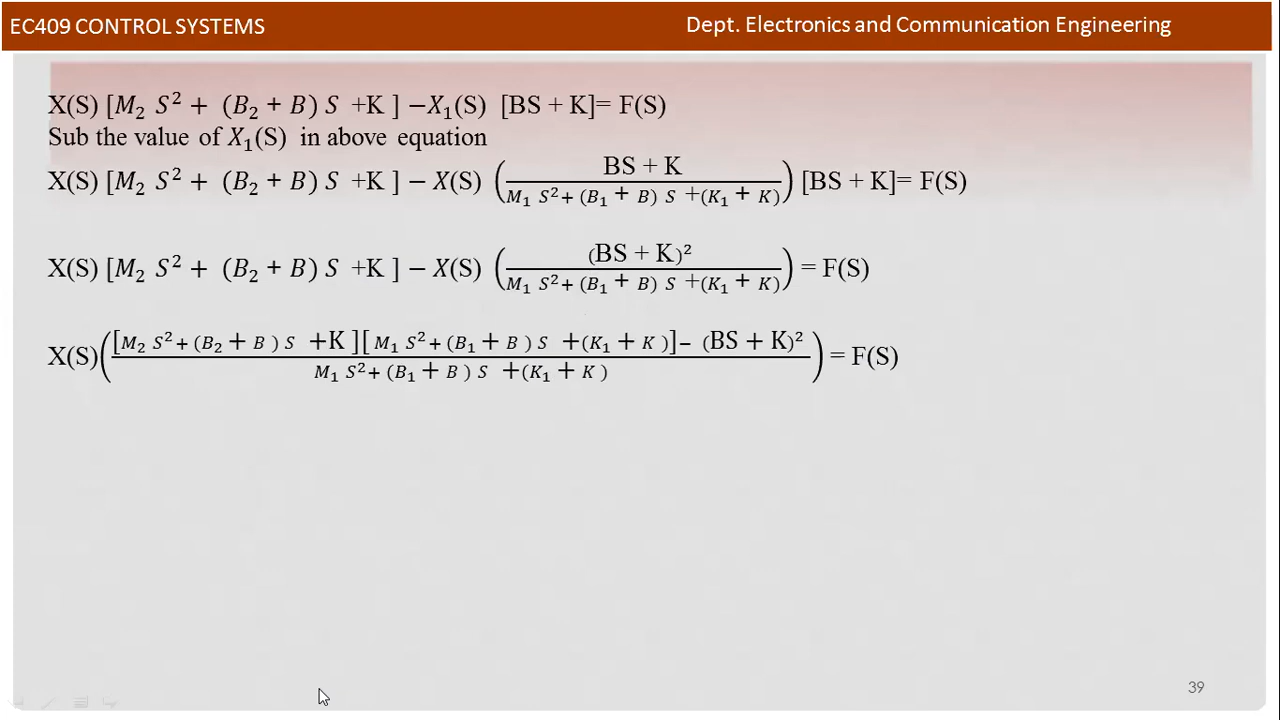 EC409 CONTROL SYSTEMS
Dept. Electronics and Communication Engineering
X(S) [M₂ S² + (B₂ + B) S +K ] −X₁(S) [BS + K]= F(S)
Sub the value of X₁(S) in above equation
X(S) [M₂ S² + (B₂ + B) S +K ] − X(S) ( BS + K / M₁ S²+ (B₁ + B) S +(K₁ + K) ) [BS + K]= F(S)
X(S) [M₂ S² + (B₂ + B) S +K ] − X(S) ( (BS + K)² / M₁ S²+ (B₁ + B) S +(K₁ + K) ) = F(S)
X(S) ( [M₂ S²+(B₂ + B ) S +K ][ M₁ S²+(B₁ + B ) S +(K₁ + K )]− (BS + K)² / M₁ S²+ (B₁ + B ) S +(K₁ + K ) ) = F(S)
39